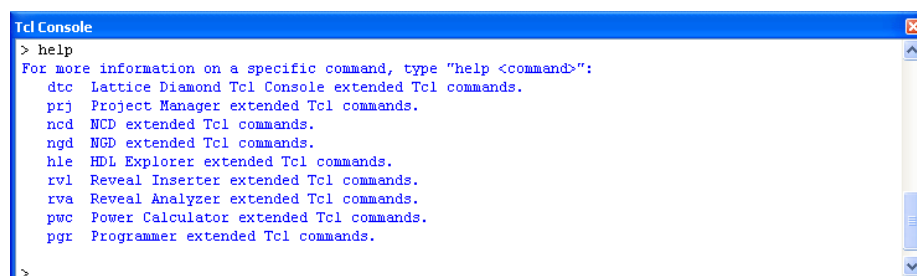 Tcl Console
> help
For more information on a specific command, type "help <command>":
dtc Lattice Diamond Tcl Console extended Tcl commands.
prj Project Manager extended Tcl commands.
ncd NCD extended Tcl commands.
ngd NGD extended Tcl commands.
hle HDL Explorer extended Tcl commands.
rvl Reveal Inserter extended Tcl commands.
rva Reveal Analyzer extended Tcl commands.
pwc Power Calculator extended Tcl commands.
pgr Programmer extended Tcl commands.
>